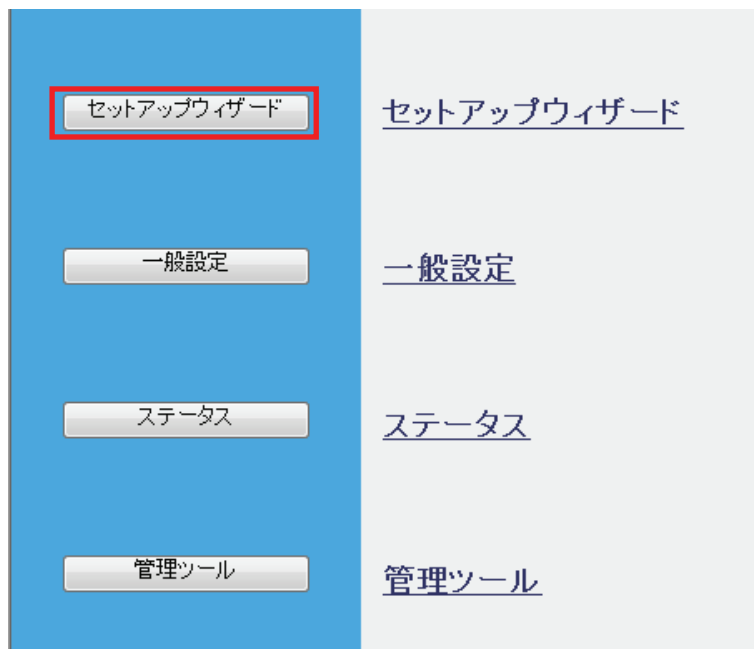 セットアップウィザード
セットアップウィザード
一般設定
一般設定
ステータス
ステータス
管理ツール
管理ツール